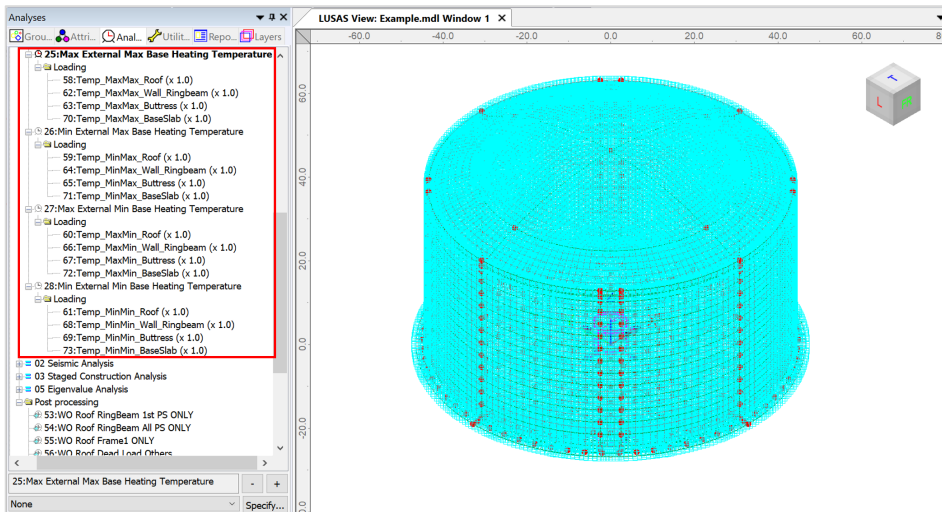 Analyses
Grou... Attri... Anal... Utilit... Repo... Layers
25:Max External Max Base Heating Temperature
Loading
58:Temp_MaxMax_Roof (x 1.0)
62:Temp_MaxMax_Wall_Ringbeam (x 1.0)
63:Temp_MaxMax_Buttress (x 1.0)
70:Temp_MaxMax_BaseSlab (x 1.0)
26:Min External Max Base Heating Temperature
Loading
59:Temp_MinMax_Roof (x 1.0)
64:Temp_MinMax_Wall_Ringbeam (x 1.0)
65:Temp_MinMax_Buttress (x 1.0)
71:Temp_MinMax_BaseSlab (x 1.0)
27:Max External Min Base Heating Temperature
Loading
60:Temp_MaxMin_Roof (x 1.0)
66:Temp_MaxMin_Wall_Ringbeam (x 1.0)
67:Temp_MaxMin_Buttress (x 1.0)
72:Temp_MaxMin_BaseSlab (x 1.0)
28:Min External Min Base Heating Temperature
Loading
61:Temp_MinMin_Roof (x 1.0)
68:Temp_MinMin_Wall_Ringbeam (x 1.0)
69:Temp_MinMin_Buttress (x 1.0)
73:Temp_MinMin_BaseSlab (x 1.0)
02 Seismic Analysis
03 Staged Construction Analysis
05 Eigenvalue Analysis
Post processing
53:WO Roof RingBeam 1st PS ONLY
54:WO Roof RingBeam All PS ONLY
55:WO Roof Frame1 ONLY
56:WO Roof Dead Load Others
25:Max External Max Base Heating Temperature - +
None Specify...
LUSAS View: Example.mdl Window 1 X
-60.0 -40.0 -20.0 0.0 20.0 40.0 60.0
60.0
40.0
20.0
0.0
-20.0
T
L